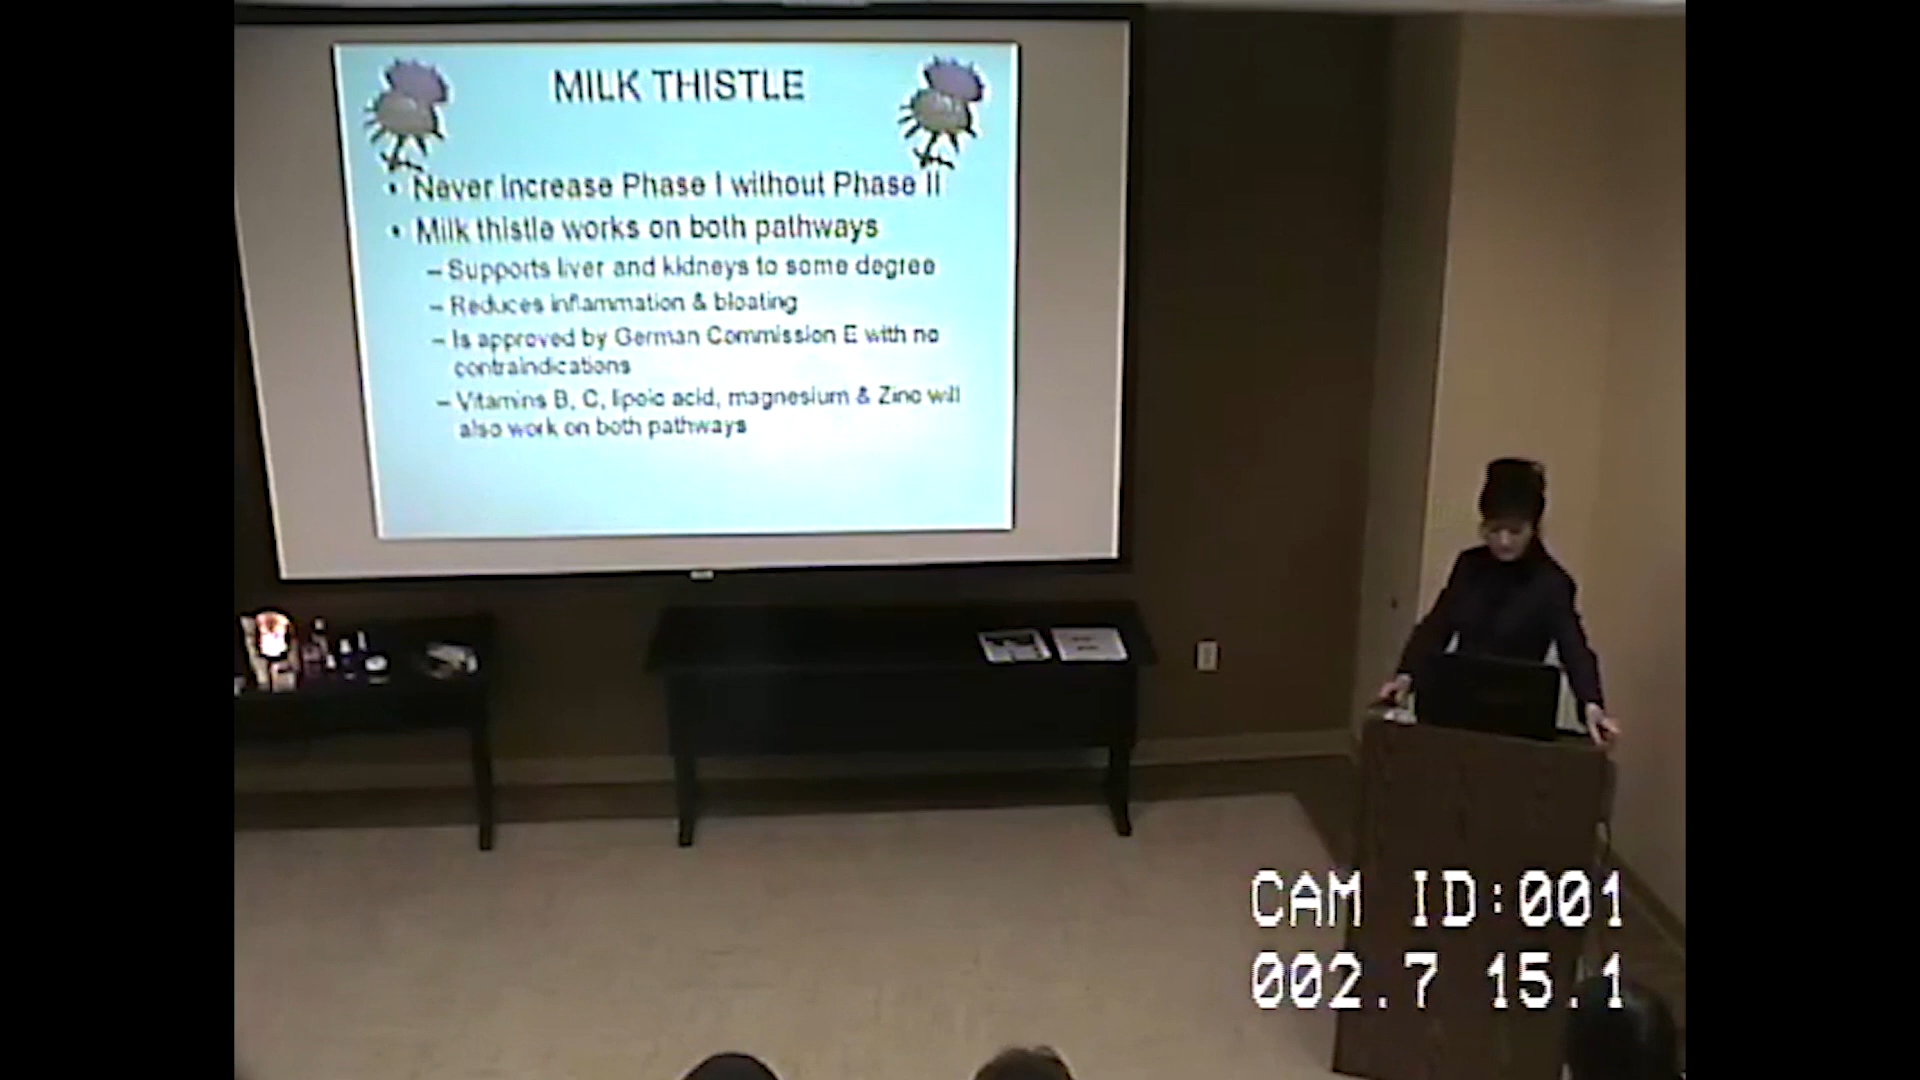 MILK THISTLE
• Never Increase Phase I without Phase II
• Milk thistle works on both pathways
– Supports liver and kidneys to some degree
– Reduces inflammation & bloating
– Is approved by German Commission E with no
contraindications
– Vitamins B, C, lipoic acid, magnesium & Zinc will
also work on both pathways
CAM ID:001
002.7 15.1